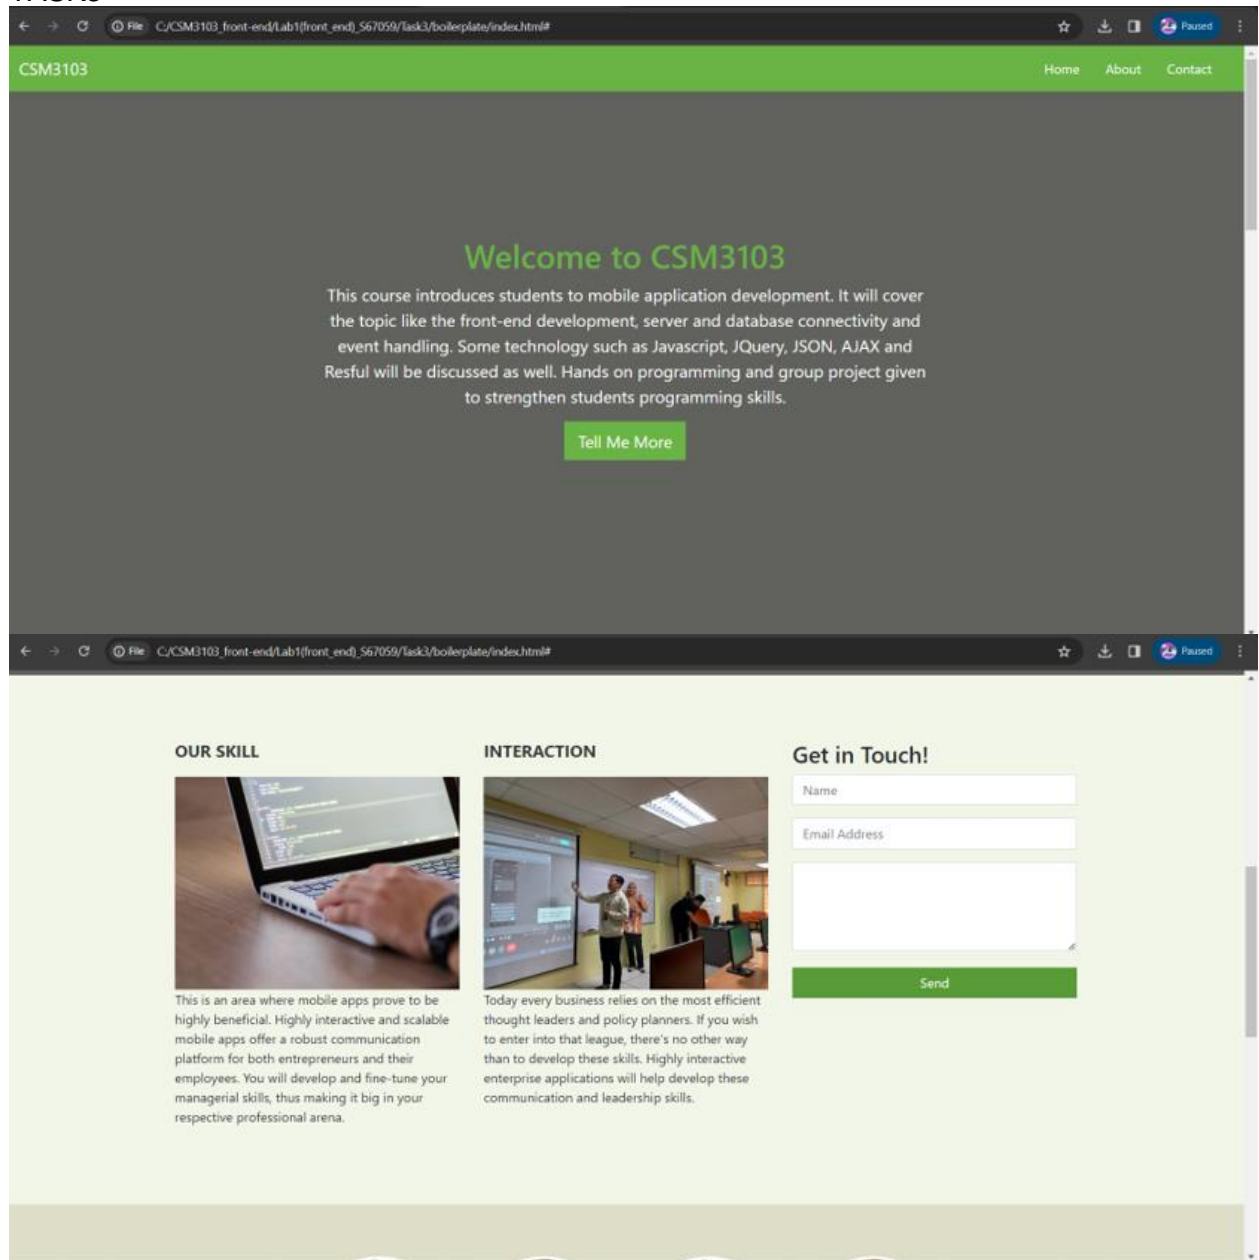 File C:/CSM3103_front-end/Lab1(front_end)_S67059/Task3/boilerplate/index.html#
Paused
CSM3103
Home About Contact
Welcome to CSM3103
This course introduces students to mobile application development. It will cover
the topic like the front-end development, server and database connectivity and
event handling. Some technology such as Javascript, JQuery, JSON, AJAX and
Resful will be discussed as well. Hands on programming and group project given
to strengthen students programming skills.
Tell Me More
File C:/CSM3103_front-end/Lab1(front_end)_S67059/Task3/boilerplate/index.html#
Paused
OUR SKILL
This is an area where mobile apps prove to be
highly beneficial. Highly interactive and scalable
mobile apps offer a robust communication
platform for both entrepreneurs and their
employees. You will develop and fine-tune your
managerial skills, thus making it big in your
respective professional arena.
INTERACTION
Today every business relies on the most efficient
thought leaders and policy planners. If you wish
to enter into that league, there's no other way
than to develop these skills. Highly interactive
enterprise applications will help develop these
communication and leadership skills.
Get in Touch!
Name
Email Address
Send